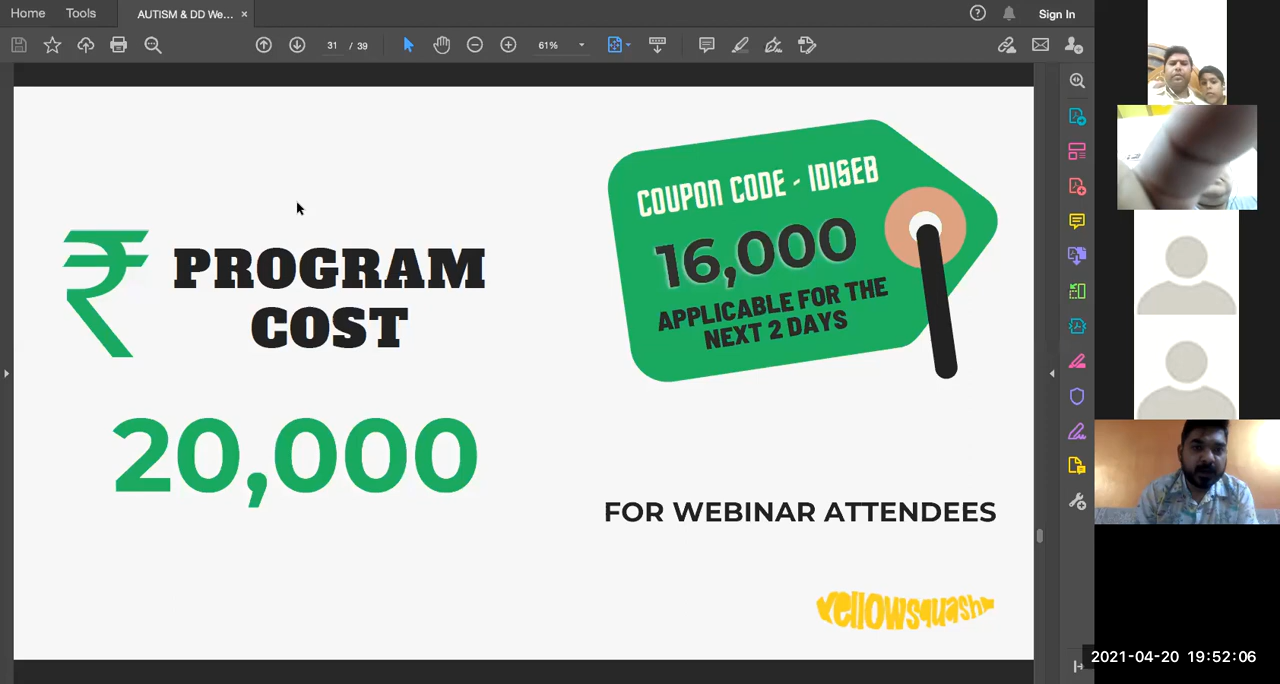 Home Tools AUTISM & DD We... × Sign In
31 / 39 61%
COUPON CODE - IDISEB
16,000
APPLICABLE FOR THE
NEXT 2 DAYS
₹ PROGRAM
COST
20,000
FOR WEBINAR ATTENDEES
Yellowsquash
2021-04-20 19:52:06